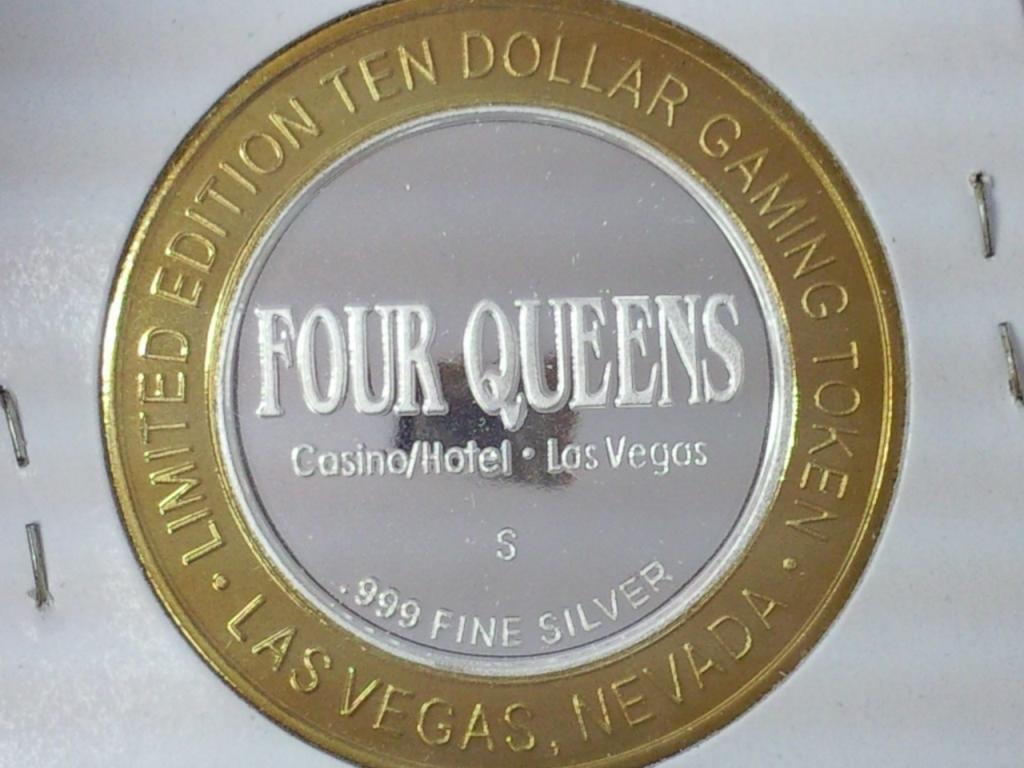 LIMITED EDITION TEN DOLLAR GAMING TOKEN •
FOUR QUEENS
Casino/Hotel • Las Vegas
S
.999 FINE SILVER
• LAS VEGAS, NEVADA